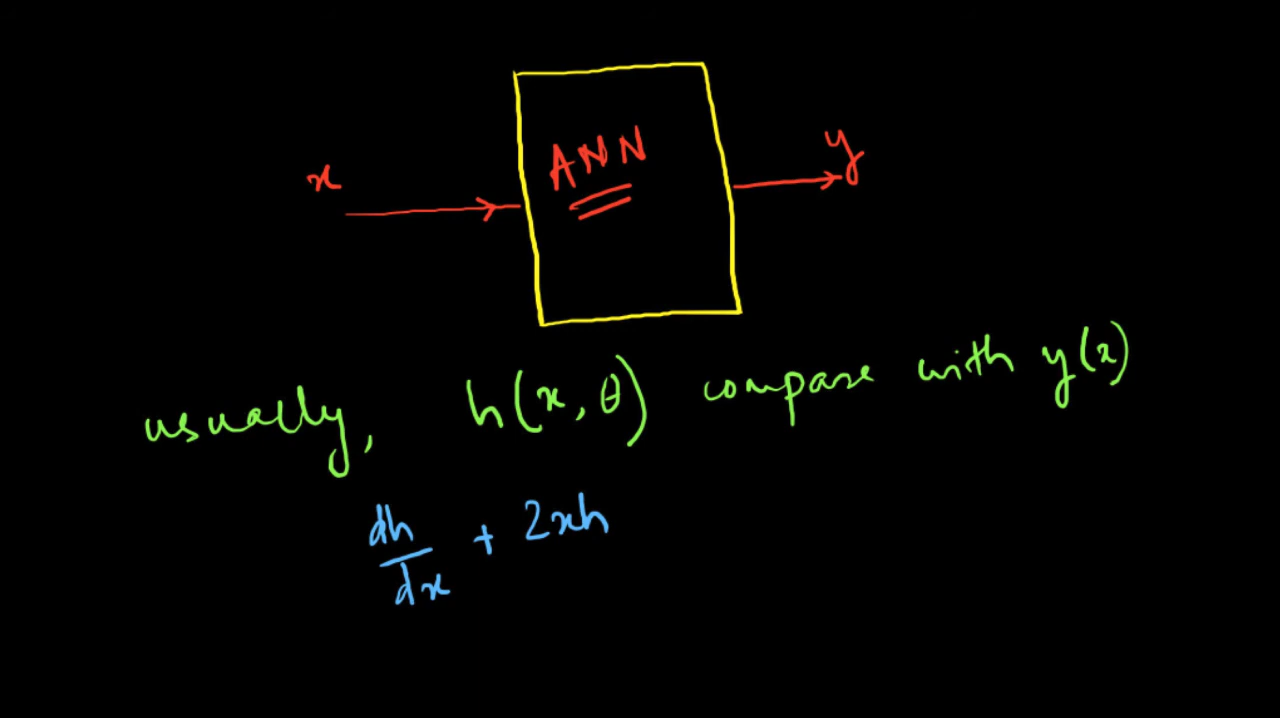 x ANN y
usually, h(x, θ) compare with y(x)
dh/dx + 2xh